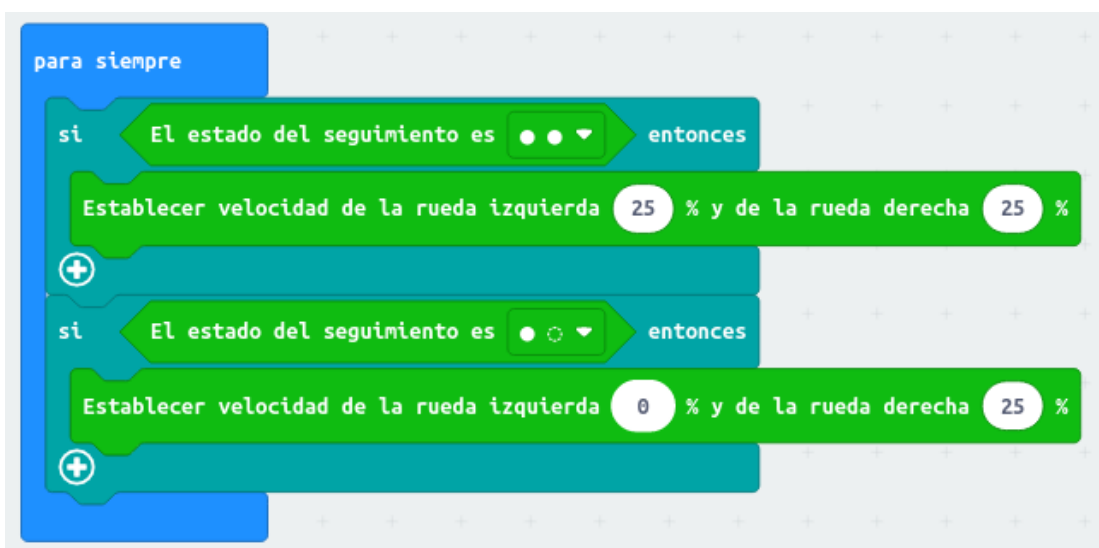 para siempre
si El estado del seguimiento es entonces
Establecer velocidad de la rueda izquierda 25 % y de la rueda derecha 25 %
si El estado del seguimiento es entonces
Establecer velocidad de la rueda izquierda 0 % y de la rueda derecha 25 %